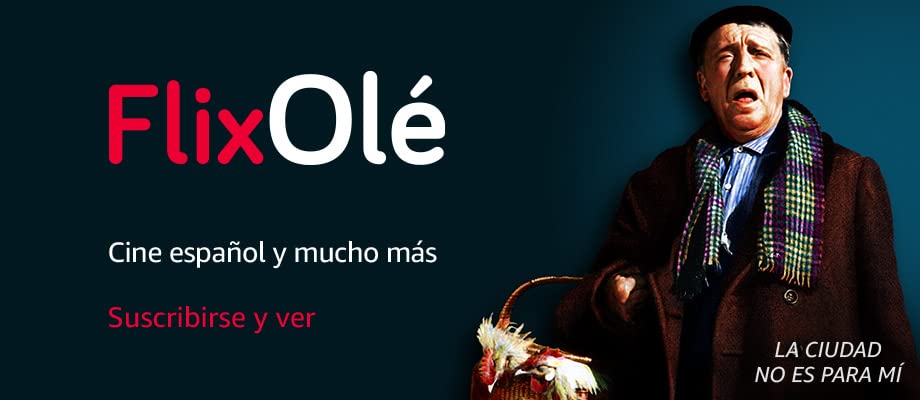 FlixOlé
Cine español y mucho más
Suscribirse y ver
LA CIUDAD
NO ES PARA MÍ